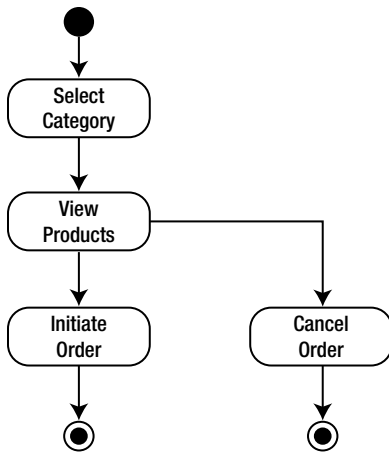 Select
Category
View
Products
Initiate
Order
Cancel
Order